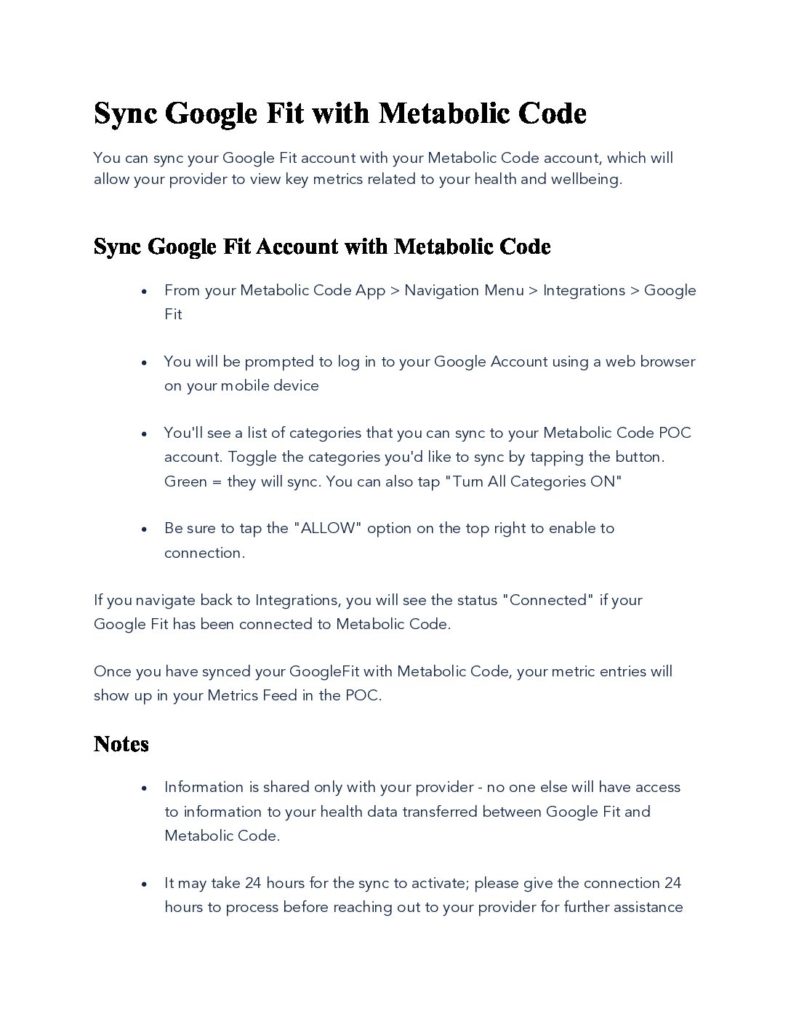 Sync Google Fit with Metabolic Code
You can sync your Google Fit account with your Metabolic Code account, which will
allow your provider to view key metrics related to your health and wellbeing.
Sync Google Fit Account with Metabolic Code
• From your Metabolic Code App > Navigation Menu > Integrations > Google
Fit
• You will be prompted to log in to your Google Account using a web browser
on your mobile device
• You'll see a list of categories that you can sync to your Metabolic Code POC
account. Toggle the categories you'd like to sync by tapping the button.
Green = they will sync. You can also tap "Turn All Categories ON"
• Be sure to tap the "ALLOW" option on the top right to enable to
connection.
If you navigate back to Integrations, you will see the status "Connected" if your
Google Fit has been connected to Metabolic Code.
Once you have synced your GoogleFit with Metabolic Code, your metric entries will
show up in your Metrics Feed in the POC.
Notes
• Information is shared only with your provider - no one else will have access
to information to your health data transferred between Google Fit and
Metabolic Code.
• It may take 24 hours for the sync to activate; please give the connection 24
hours to process before reaching out to your provider for further assistance